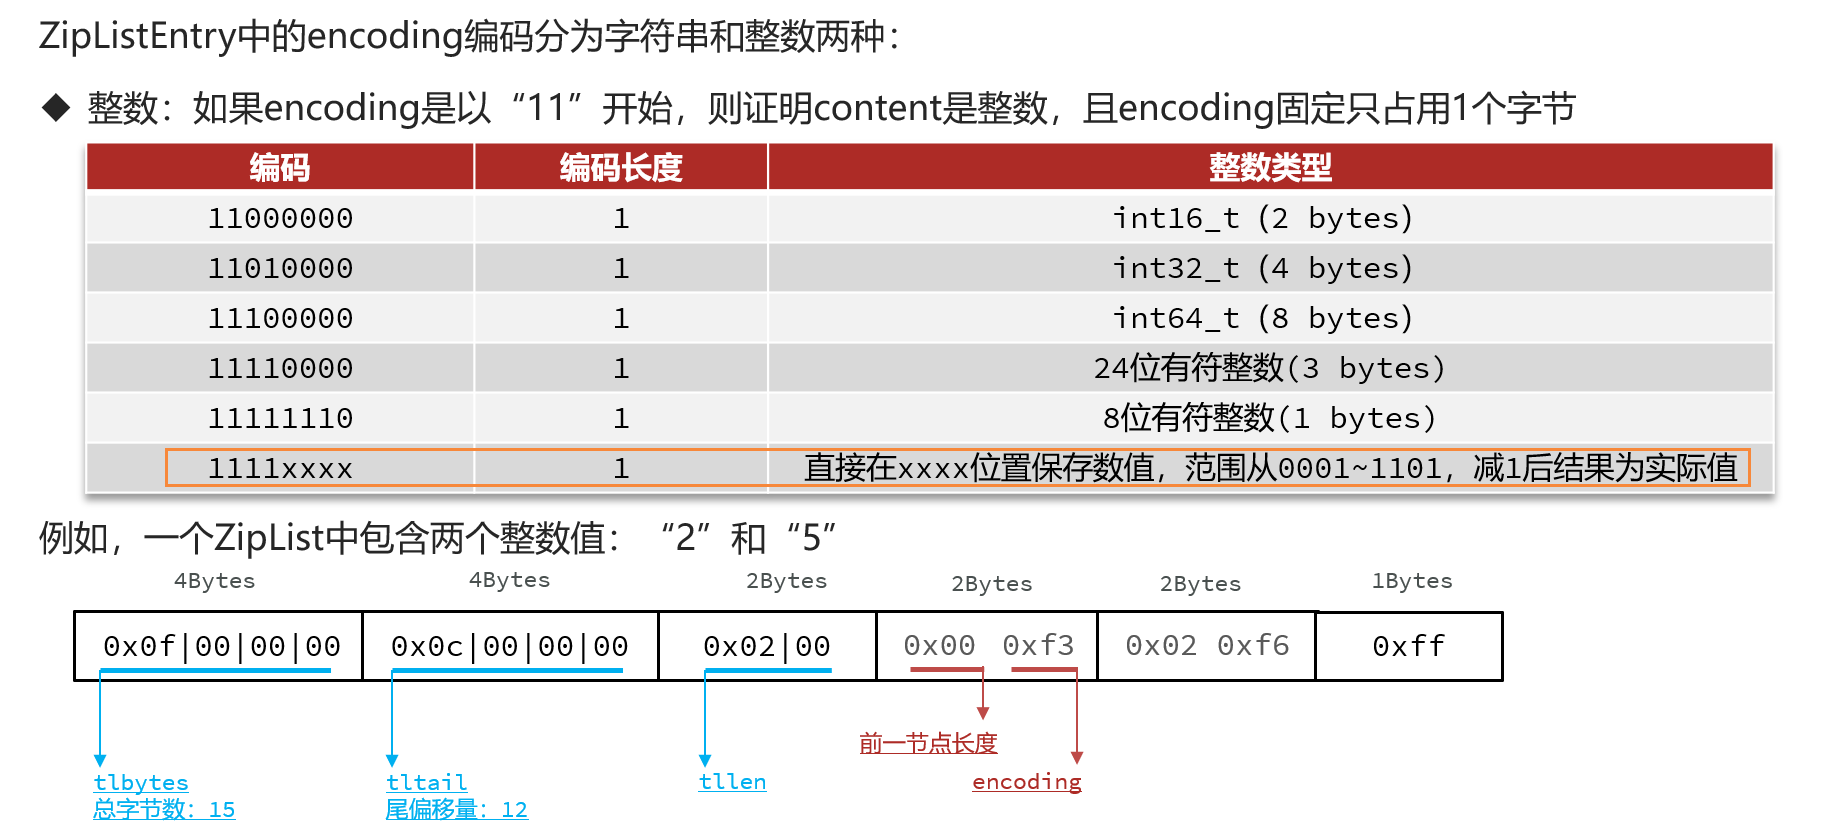 ZipListEntry中的encoding编码分为字符串和整数两种：
◆ 整数：如果encoding是以“11”开始，则证明content是整数，且encoding固定只占用1个字节
编码 编码长度 整数类型
11000000 1 int16_t (2 bytes)
11010000 1 int32_t (4 bytes)
11100000 1 int64_t (8 bytes)
11110000 1 24位有符整数(3 bytes)
11111110 1 8位有符整数(1 bytes)
1111xxxx 1 直接在xxxx位置保存数值，范围从0001~1101，减1后结果为实际值
例如，一个ZipList中包含两个整数值：“2”和“5”
4Bytes 4Bytes 2Bytes 2Bytes 2Bytes 1Bytes
0x0f|00|00|00 0x0c|00|00|00 0x02|00 0x00 0xf3 0x02 0xf6 0xff
前一节点长度
tlbytes tltail tllen encoding
总字节数：15 尾偏移量：12